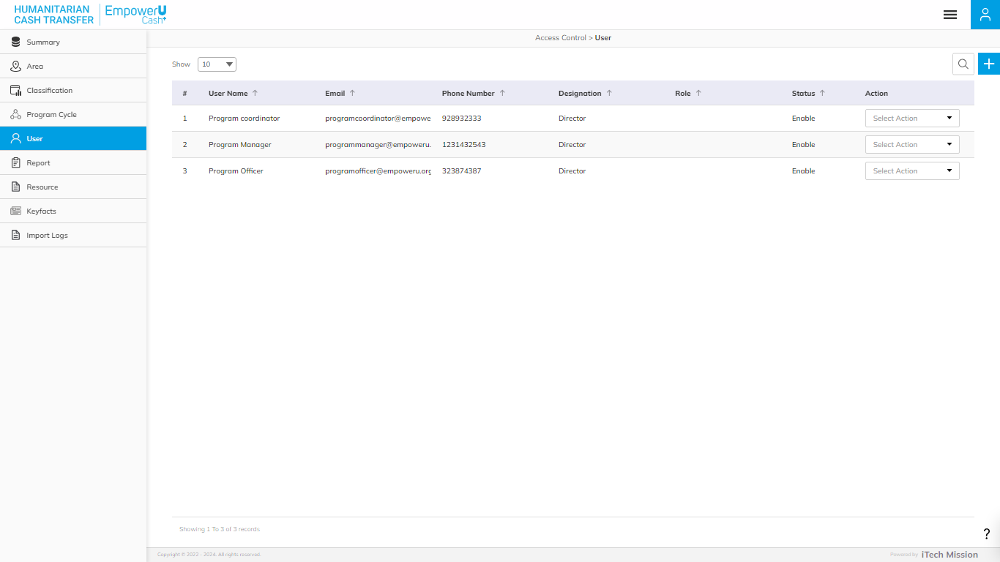 HUMANITARIAN
CASH TRANSFER
EmpowerU
Cash+
Access Control > User
Summary
Area
Classification
Program Cycle
User
Report
Resource
Keyfacts
Import Logs
Show 10
# User Name Email Phone Number Designation Role Status Action
1 Program coordinator programcoordinator@empowe 928932333 Director Enable Select Action
2 Program Manager programmanager@empoweru. 1231432543 Director Enable Select Action
3 Program Officer programofficer@empoweru.org 323874387 Director Enable Select Action
Showing 1 To 3 of 3 records
?
Copyright © 2022 - 2024. All rights reserved.
Powered by iTech Mission